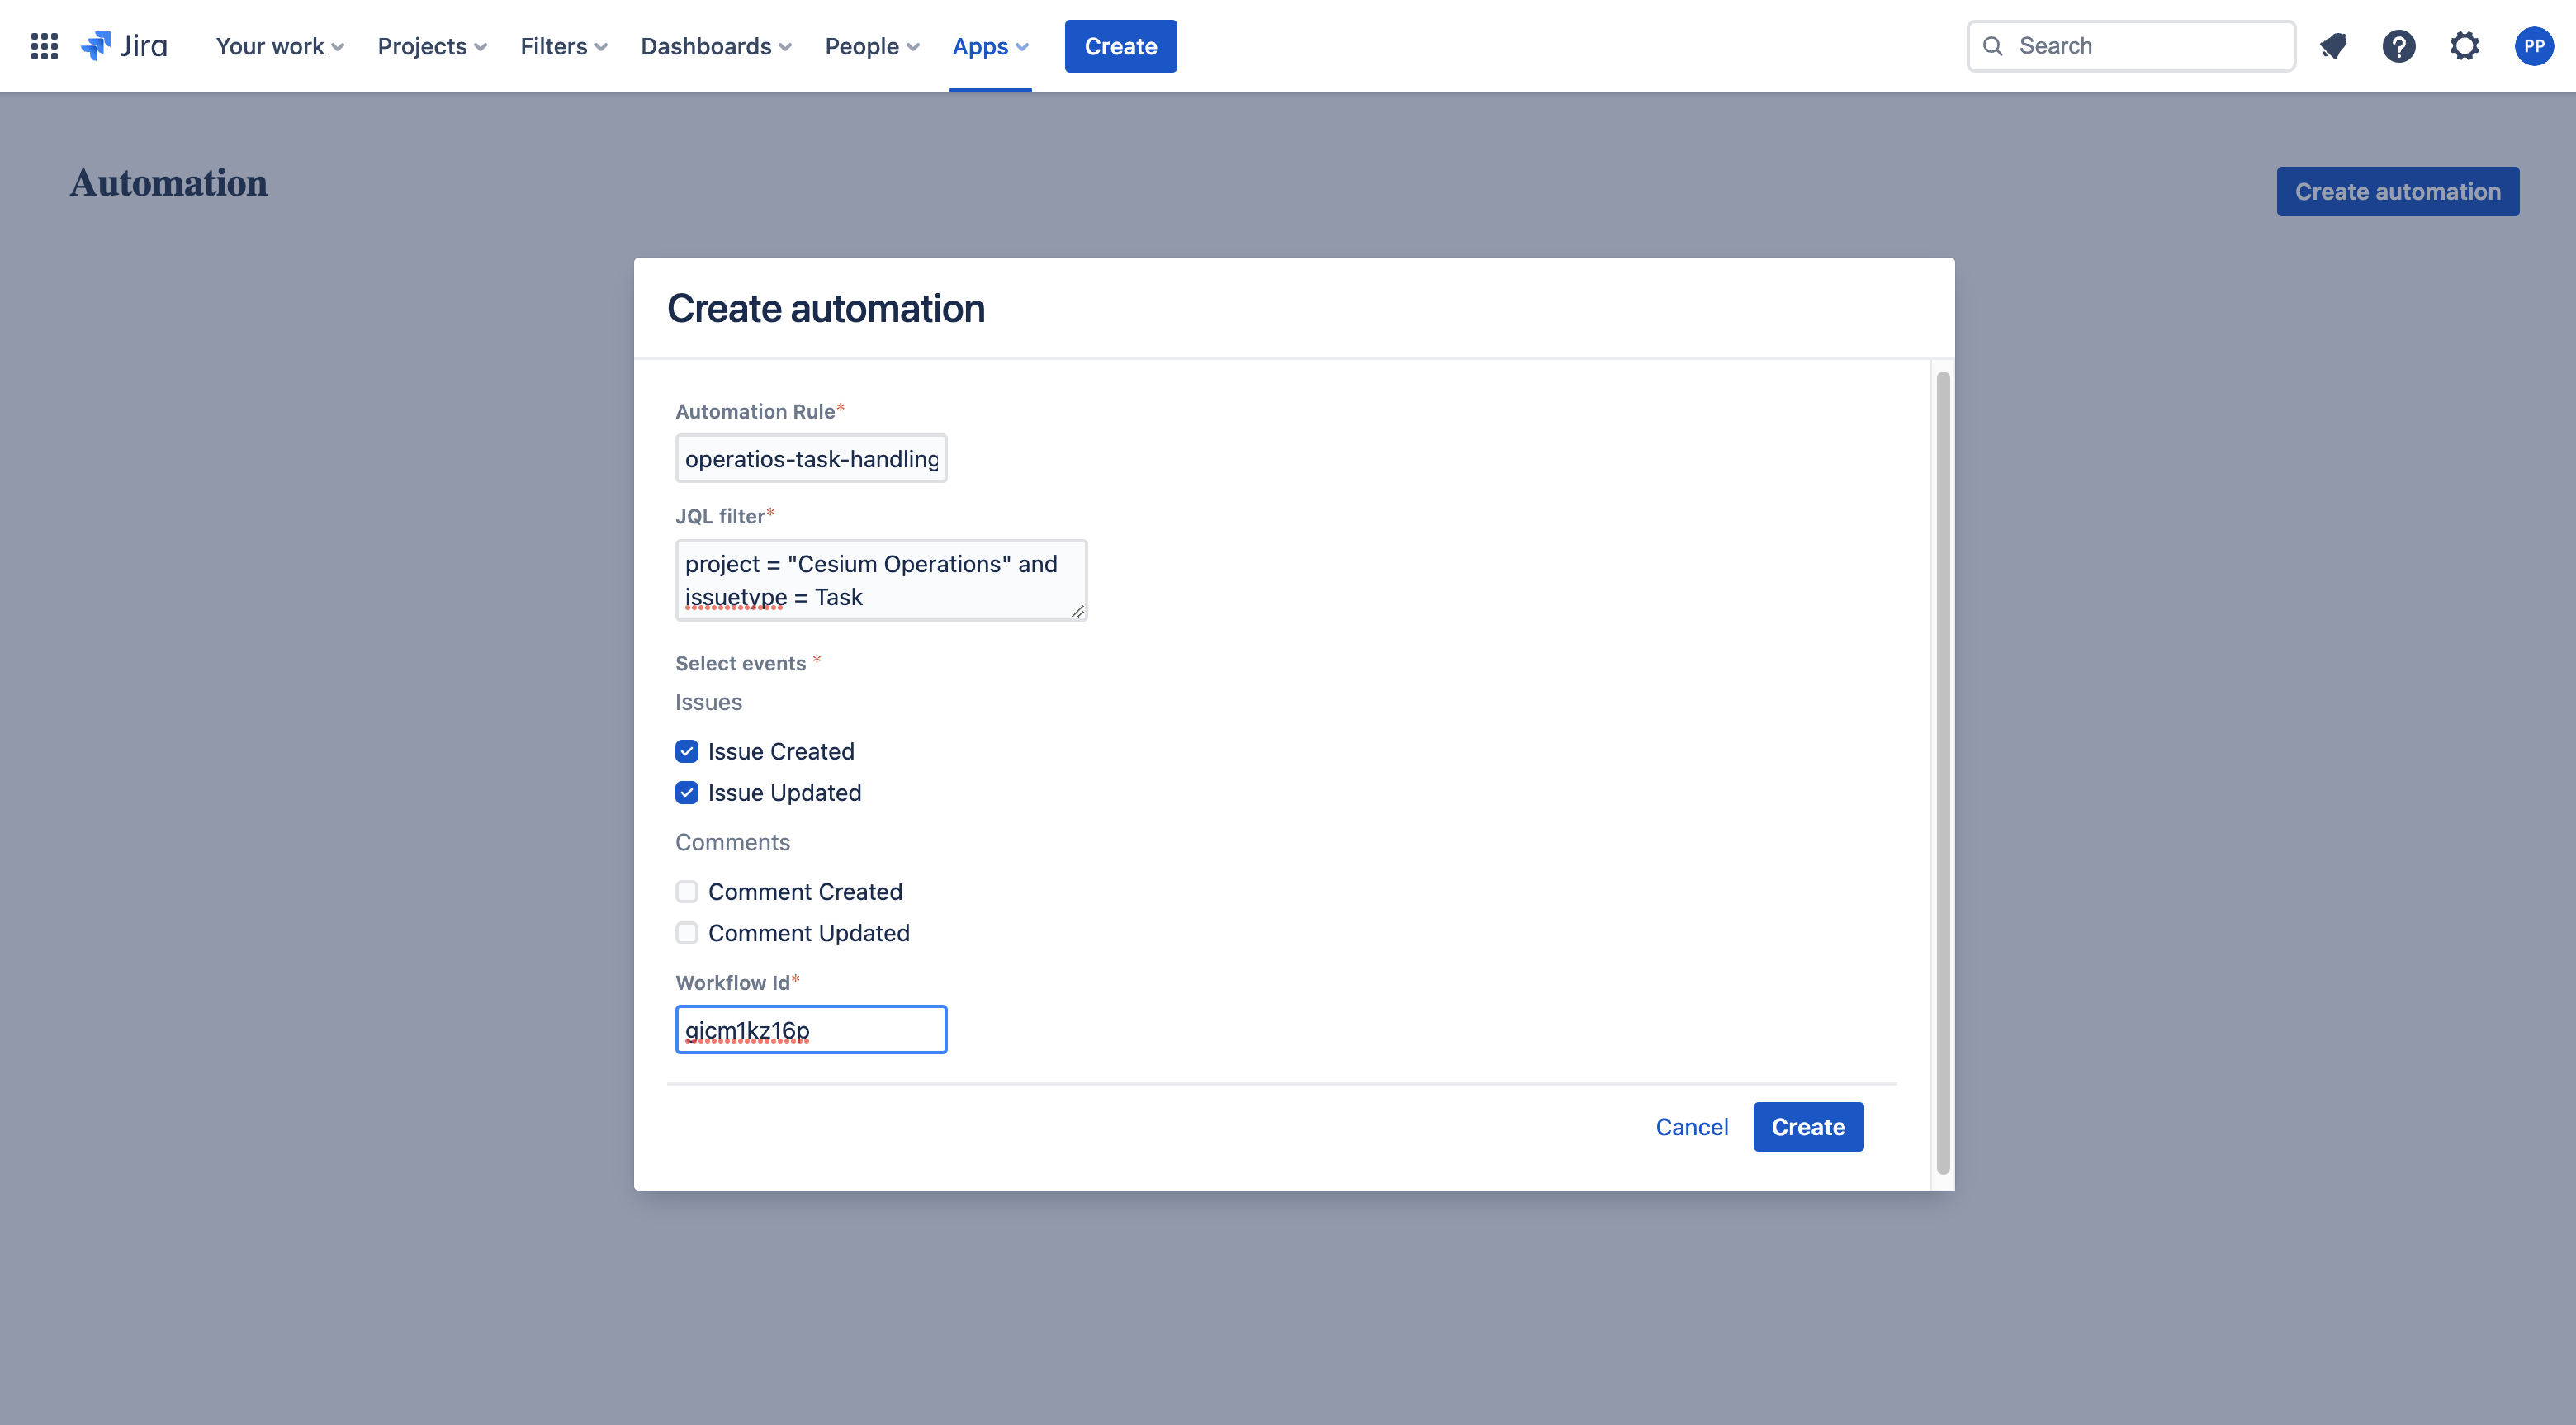 Jira Your work Projects Filters Dashboards People Apps Create Search PP
Automation
Create automation
Create automation
Automation Rule*
operatios-task-handling
JQL filter*
project = "Cesium Operations" and
issuetype = Task
Select events *
Issues
Issue Created
Issue Updated
Comments
Comment Created
Comment Updated
Workflow Id*
gicm1kz16p
Cancel Create